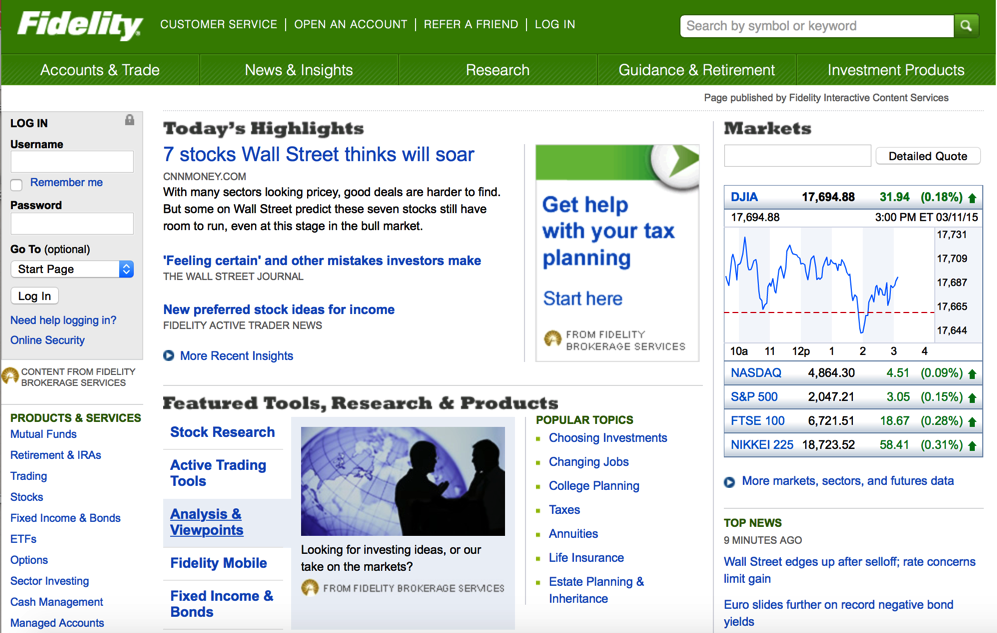 Fidelity
CUSTOMER SERVICE | OPEN AN ACCOUNT | REFER A FRIEND | LOG IN
Search by symbol or keyword
Accounts & Trade
News & Insights
Research
Guidance & Retirement
Investment Products
Page published by Fidelity Interactive Content Services
LOG IN
Username
Remember me
Password
Go To (optional)
Start Page
Log In
Need help logging in?
Online Security
CONTENT FROM FIDELITY
BROKERAGE SERVICES
PRODUCTS & SERVICES
Mutual Funds
Retirement & IRAs
Trading
Stocks
Fixed Income & Bonds
ETFs
Options
Sector Investing
Cash Management
Managed Accounts
Today's Highlights
7 stocks Wall Street thinks will soar
CNNMONEY.COM
With many sectors looking pricey, good deals are harder to find.
But some on Wall Street predict these seven stocks still have
room to run, even at this stage in the bull market.
'Feeling certain' and other mistakes investors make
THE WALL STREET JOURNAL
New preferred stock ideas for income
FIDELITY ACTIVE TRADER NEWS
More Recent Insights
Get help
with your tax
planning
Start here
FROM FIDELITY
BROKERAGE SERVICES
Featured Tools, Research & Products
Stock Research
Active Trading
Tools
Analysis &
Viewpoints
Fidelity Mobile
Fixed Income &
Bonds
Looking for investing ideas, or our
take on the markets?
FROM FIDELITY BROKERAGE SERVICES
POPULAR TOPICS
Choosing Investments
Changing Jobs
College Planning
Taxes
Annuities
Life Insurance
Estate Planning &
Inheritance
Markets
Detailed Quote
DJIA 17,694.88 31.94 (0.18%)
17,694.88 3:00 PM ET 03/11/15
17,731
17,709
17,687
17,665
17,644
10a 11 12p 1 2 3 4
NASDAQ 4,864.30 4.51 (0.09%)
S&P 500 2,047.21 3.05 (0.15%)
FTSE 100 6,721.51 18.67 (0.28%)
NIKKEI 225 18,723.52 58.41 (0.31%)
More markets, sectors, and futures data
TOP NEWS
9 MINUTES AGO
Wall Street edges up after selloff; rate concerns
limit gain
Euro slides further on record negative bond
yields